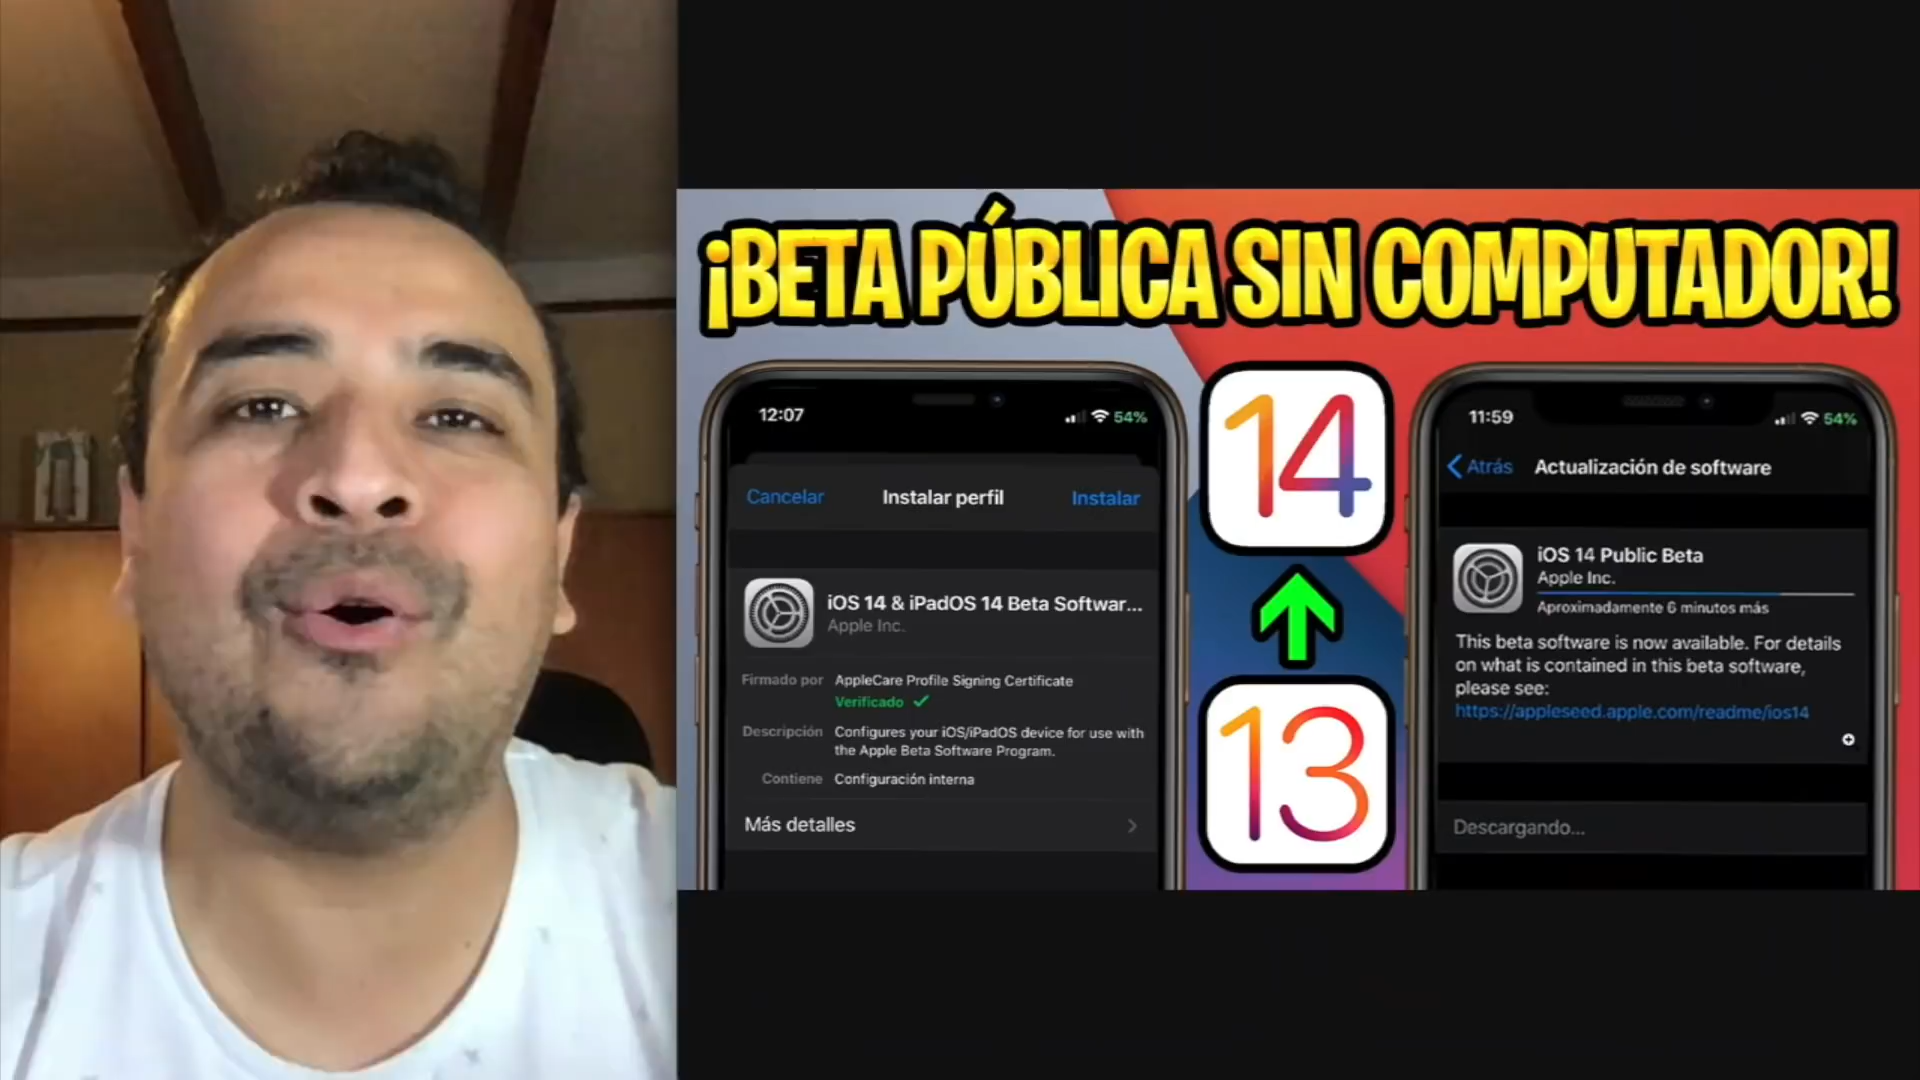 ¡BETA PÚBLICA SIN COMPUTADOR!
12:07
54%
Cancelar
Instalar perfil
Instalar
iOS 14 & iPadOS 14 Beta Softwar...
Apple Inc.
Firmado por
AppleCare Profile Signing Certificate
Verificado ✓
Descripción
Configures your iOS/iPadOS device for use with
the Apple Beta Software Program.
Contiene
Configuración interna
Más detalles
14
13
11:59
54%
Atrás
Actualización de software
iOS 14 Public Beta
Apple Inc.
Aproximadamente 6 minutos más
This beta software is now available. For details
on what is contained in this beta software,
please see:
https://appleseed.apple.com/readme/ios14
Descargando...